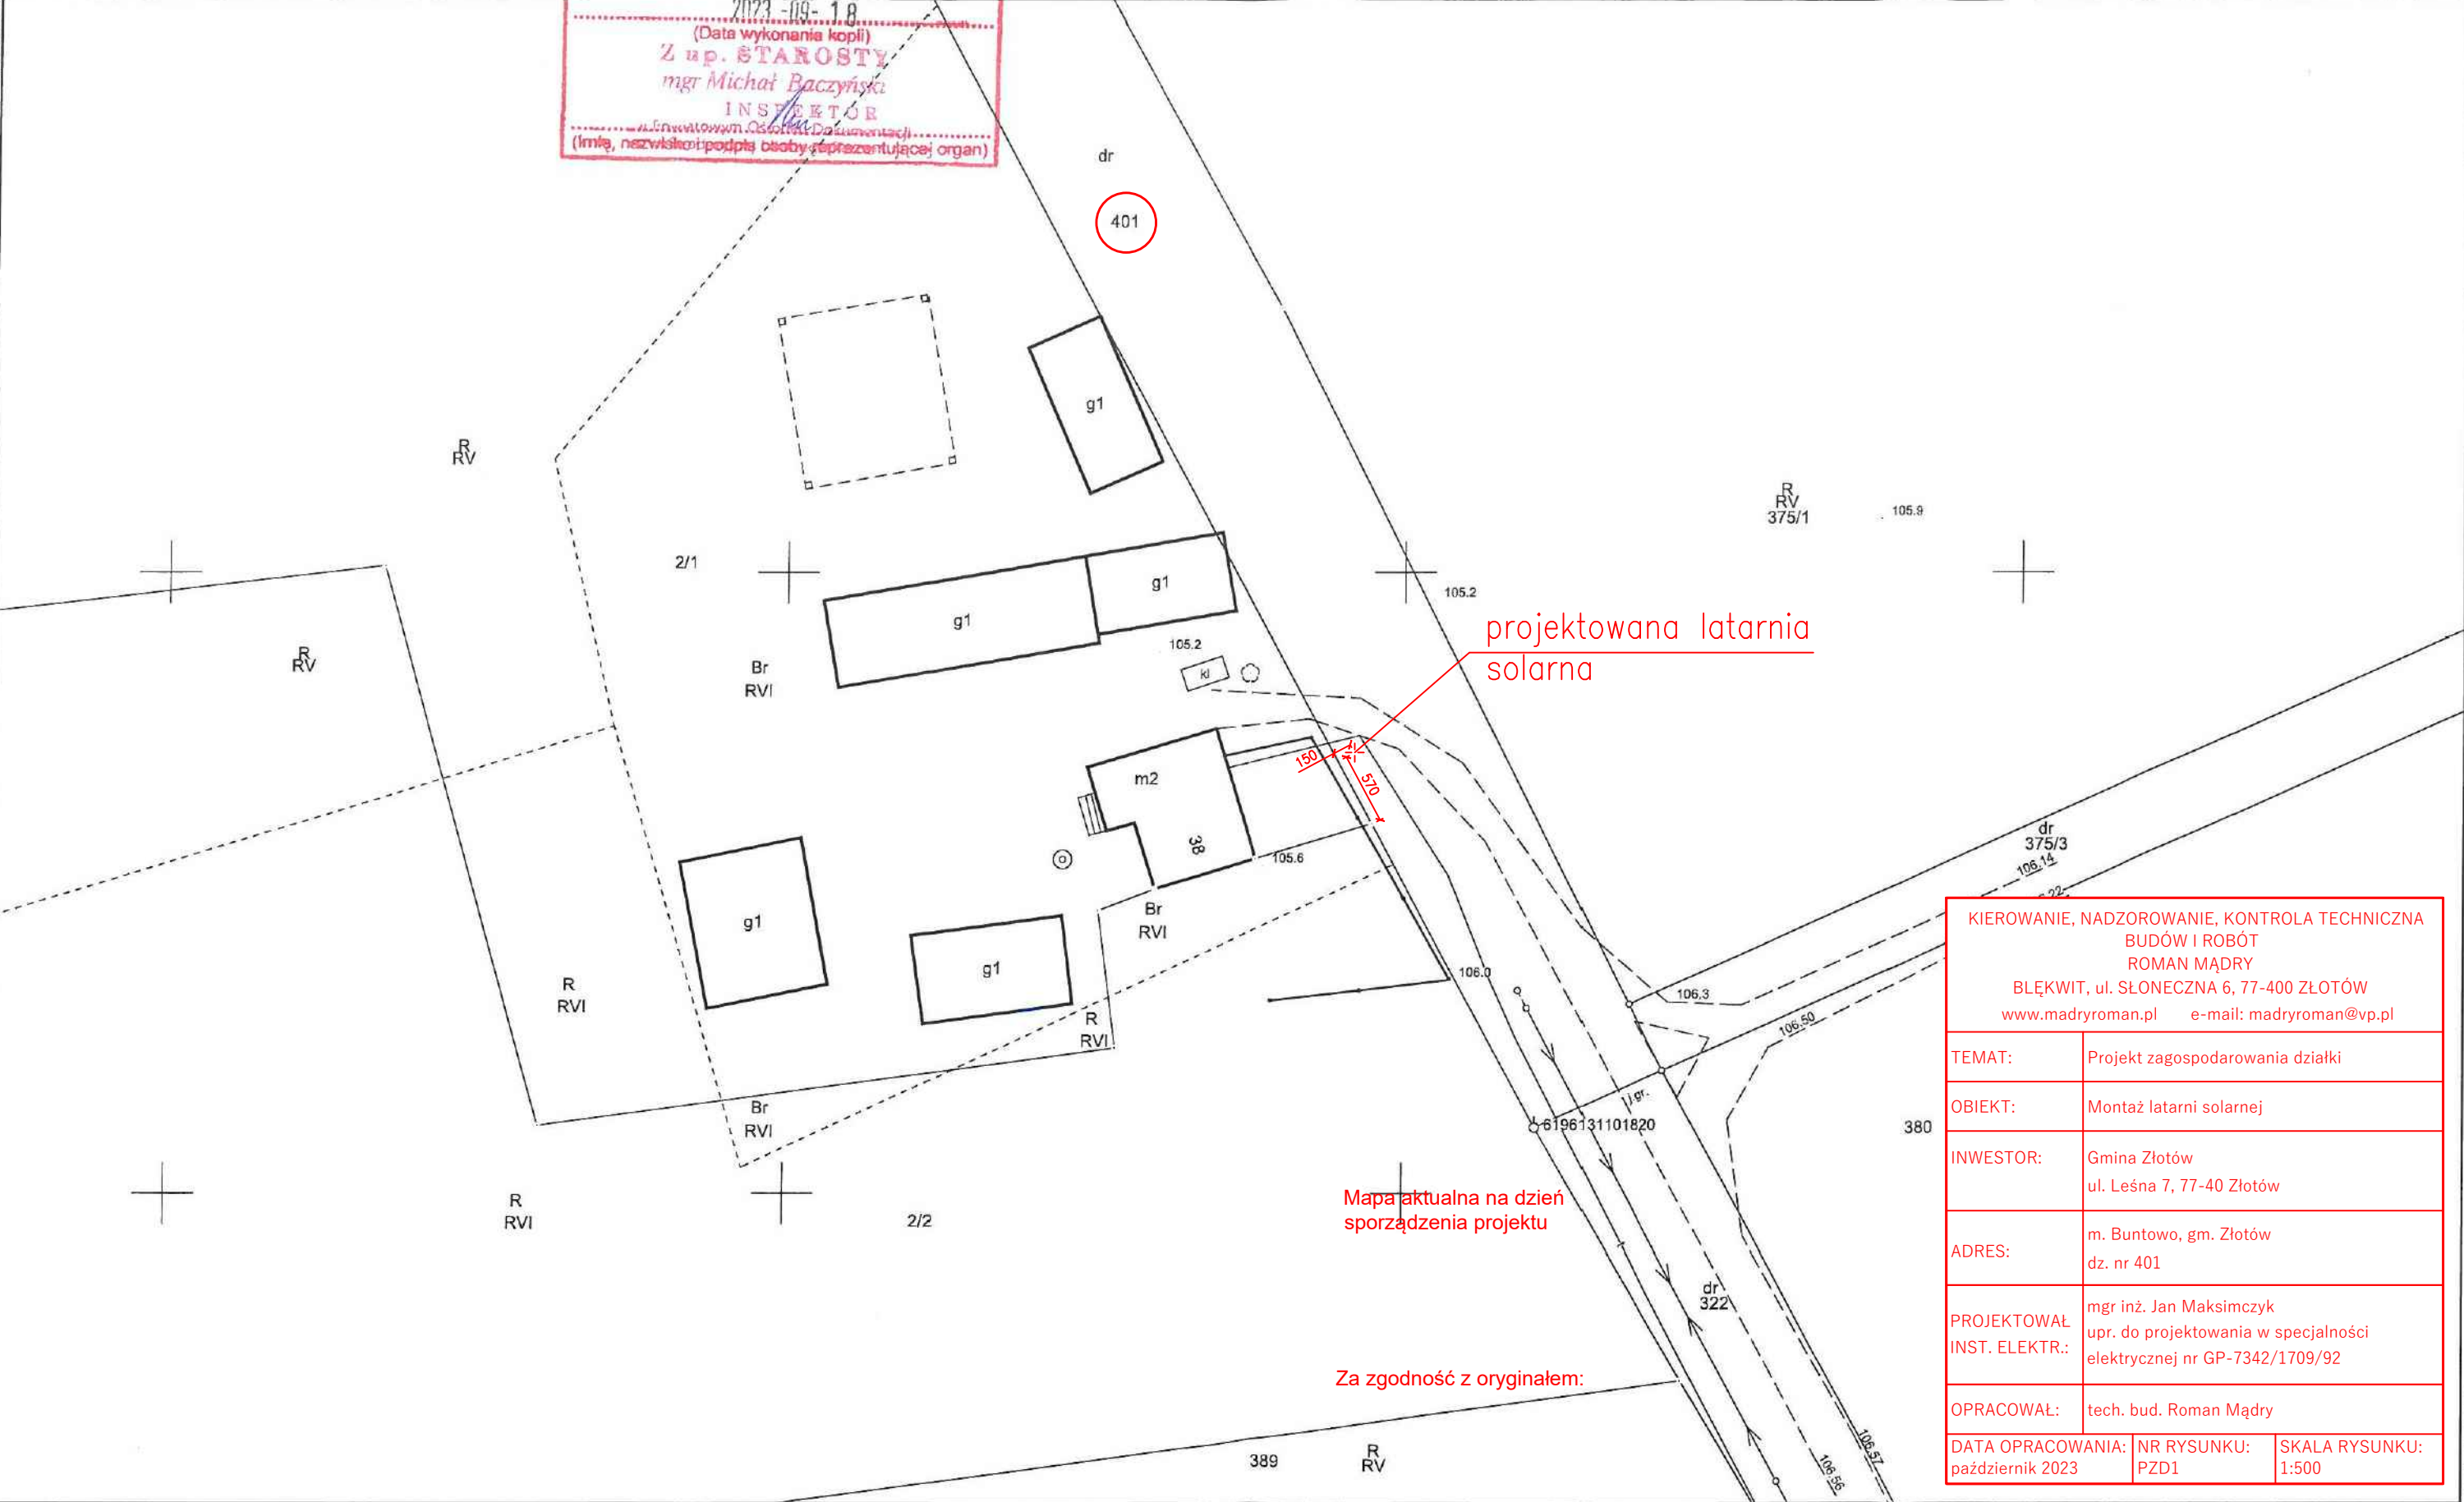 2023 -09- 18
(Data wykonania kopii)
Z up. STAROSTY
mgr Michał Baczyński
INSPEKTOR
(Imię, nazwisko i podpis osoby reprezentującej organ)
dr
401
g1
R
RV
R
RV
375/1
105.9
2/1
g1
g1
105.2
105.2
projektowana latarnia
solarna
R
RV
Br
RVI
kl
150
570
m2
38
105.6
dr
375/3
106.14
g1
Br
RVI
g1
106.0
106.3
106.50
R
RVI
R
RVI
j.gr.
6196131101820
Br
RVI
380
R
RVI
2/2
Mapa aktualna na dzień
sporządzenia projektu
dr
322
Za zgodność z oryginałem:
389
R
RV
106.56
106.57
KIEROWANIE, NADZOROWANIE, KONTROLA TECHNICZNA
BUDÓW I ROBÓT
ROMAN MĄDRY
BLĘKWIT, ul. SŁONECZNA 6, 77-400 ZŁOTÓW
www.madryroman.pl e-mail: madryroman@vp.pl
TEMAT: Projekt zagospodarowania działki
OBIEKT: Montaż latarni solarnej
INWESTOR: Gmina Złotów
ul. Leśna 7, 77-40 Złotów
ADRES: m. Buntowo, gm. Złotów
dz. nr 401
PROJEKTOWAŁ
INST. ELEKTR.:
mgr inż. Jan Maksimczyk
upr. do projektowania w specjalności
elektrycznej nr GP-7342/1709/92
OPRACOWAŁ: tech. bud. Roman Mądry
DATA OPRACOWANIA:
październik 2023
NR RYSUNKU:
PZD1
SKALA RYSUNKU:
1:500